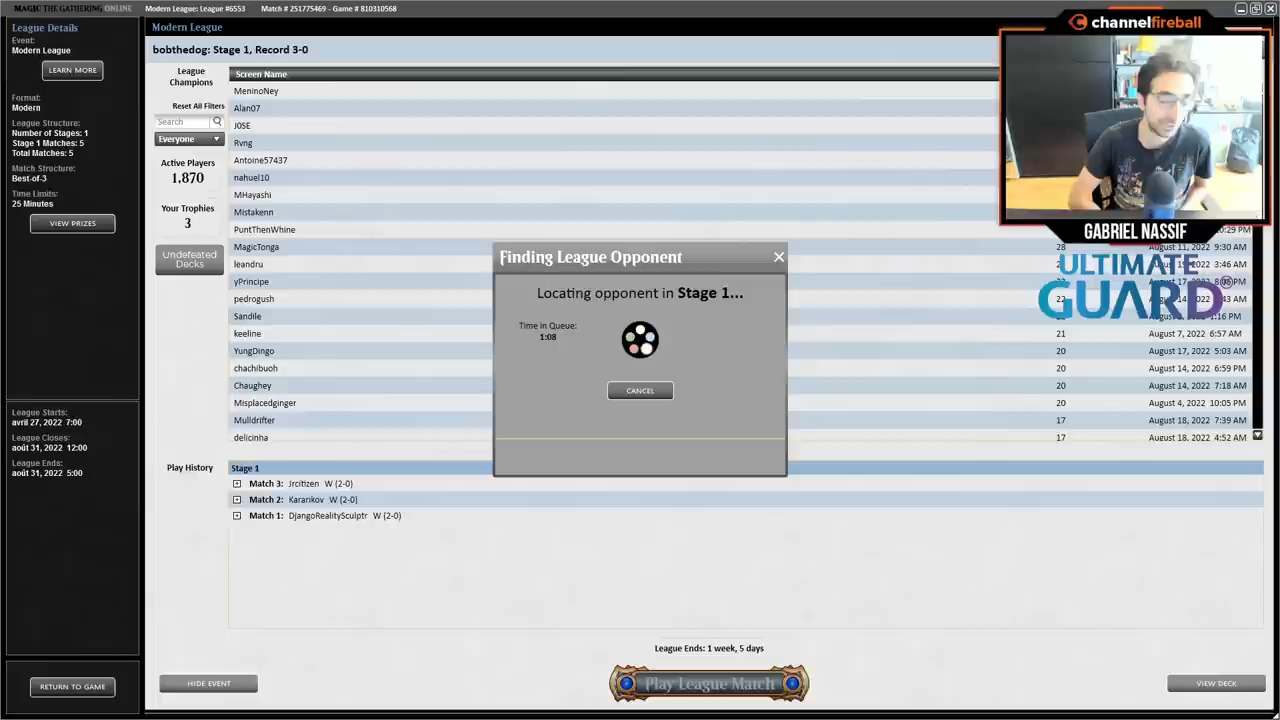 MAGIC THE GATHERING ONLINE
Modern League: League #6553
Match # 251775469 - Game # 810310568
League Details
Event:
Modern League
LEARN MORE
Format:
Modern
League Structure:
Number of Stages: 1
Stage 1 Matches: 5
Total Matches: 5
Match Structure:
Best-of-3
Time Limits:
25 Minutes
VIEW PRIZES
League Starts:
avril 27, 2022 7:00
League Closes:
août 31, 2022 12:00
League Ends:
août 31, 2022 5:00
RETURN TO GAME
Modern League
bobthedog: Stage 1, Record 3-0
League
Champions
Reset All Filters
Search
Everyone
Active Players
1,870
Your Trophies
3
Undefeated
Decks
Screen Name
MeninoNey
Alan07
J0SE
Rvng
Antoine57437
nahuel10
MHayashi
Mistakenn
PuntThenWhine
MagicTonga 28 August 11, 2022 9:30 AM
leandru
yPrincipe
pedrogush
Sandile
keeline 21 August 7, 2022 6:57 AM
YungDingo 20 August 17, 2022 5:03 AM
chachibuoh 20 August 14, 2022 6:59 PM
Chaughey 20 August 14, 2022 7:18 AM
Misplacedginger 20 August 4, 2022 10:05 PM
Mulldrifter 17 August 18, 2022 7:39 AM
delicinha 17 August 18, 2022 4:52 AM
channelfireball
GABRIEL NASSIF
ULTIMATE
GUARD
Finding League Opponent
Locating opponent in Stage 1...
Time in Queue:
1:08
CANCEL
Play History
Stage 1
Match 3: Jrcitizen W (2-0)
Match 2: Kararikov W (2-0)
Match 1: DjangoRealitySculptr W (2-0)
League Ends: 1 week, 5 days
HIDE EVENT
Play League Match
VIEW DECK